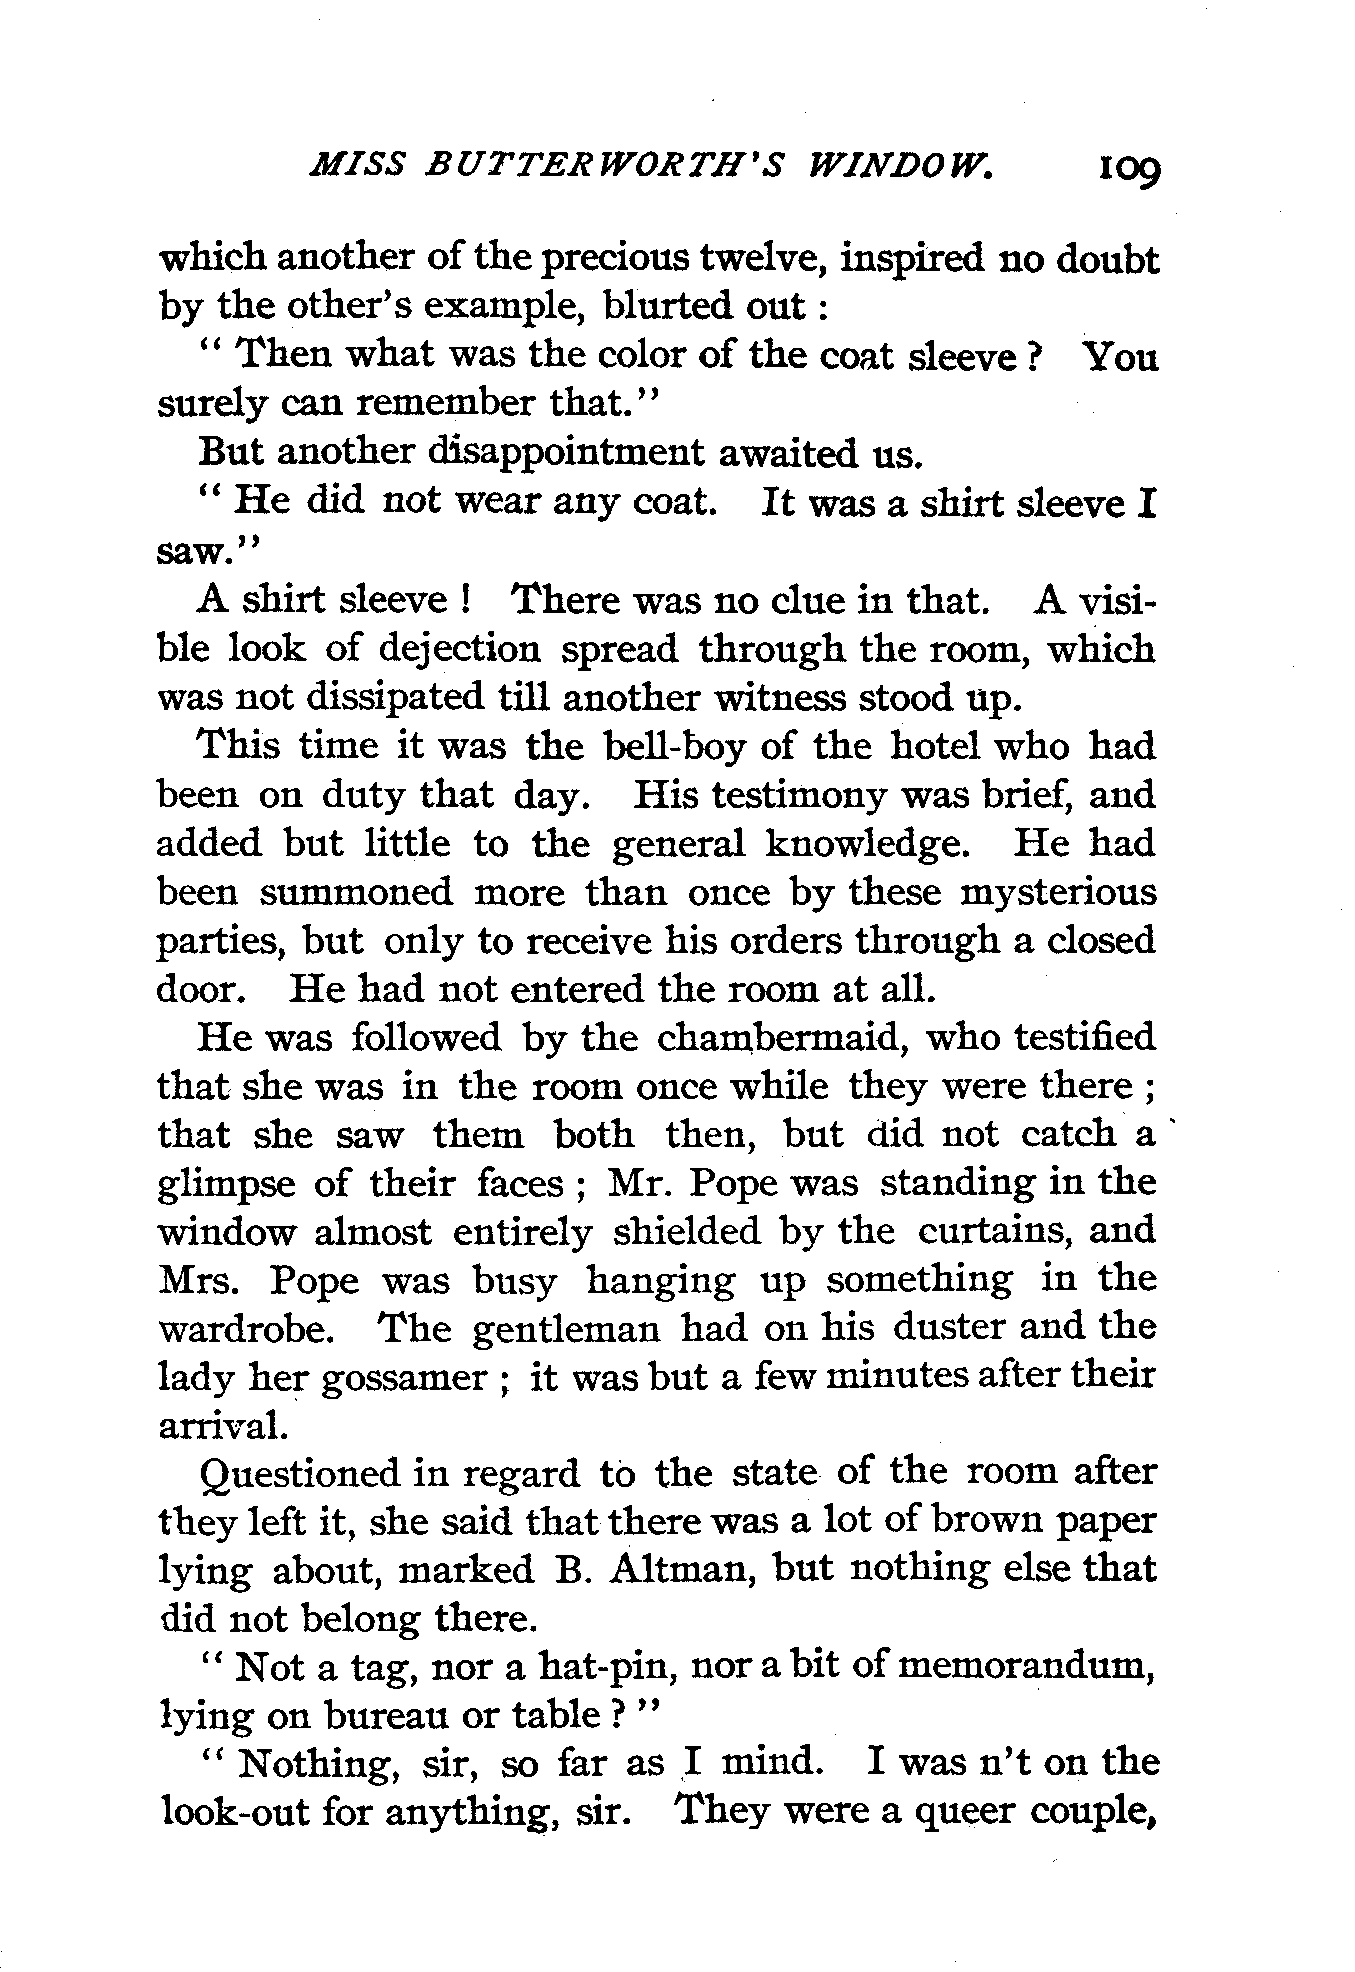 MISS BUTTERWORTH'S WINDOW. 109
which another of the precious twelve, inspired no doubt
by the other's example, blurted out :
" Then what was the color of the coat sleeve ? You
surely can remember that."
But another disappointment awaited us.
" He did not wear any coat. It was a shirt sleeve I
saw."
A shirt sleeve ! There was no clue in that. A visi-
ble look of dejection spread through the room, which
was not dissipated till another witness stood up.
This time it was the bell-boy of the hotel who had
been on duty that day. His testimony was brief, and
added but little to the general knowledge. He had
been summoned more than once by these mysterious
parties, but only to receive his orders through a closed
door. He had not entered the room at all.
He was followed by the chambermaid, who testified
that she was in the room once while they were there ;
that she saw them both then, but did not catch a
glimpse of their faces ; Mr. Pope was standing in the
window almost entirely shielded by the curtains, and
Mrs. Pope was busy hanging up something in the
wardrobe. The gentleman had on his duster and the
lady her gossamer ; it was but a few minutes after their
arrival.
Questioned in regard to the state of the room after
they left it, she said that there was a lot of brown paper
lying about, marked B. Altman, but nothing else that
did not belong there.
" Not a tag, nor a hat-pin, nor a bit of memorandum,
lying on bureau or table ? "
" Nothing, sir, so far as I mind. I was n't on the
look-out for anything, sir. They were a queer couple,